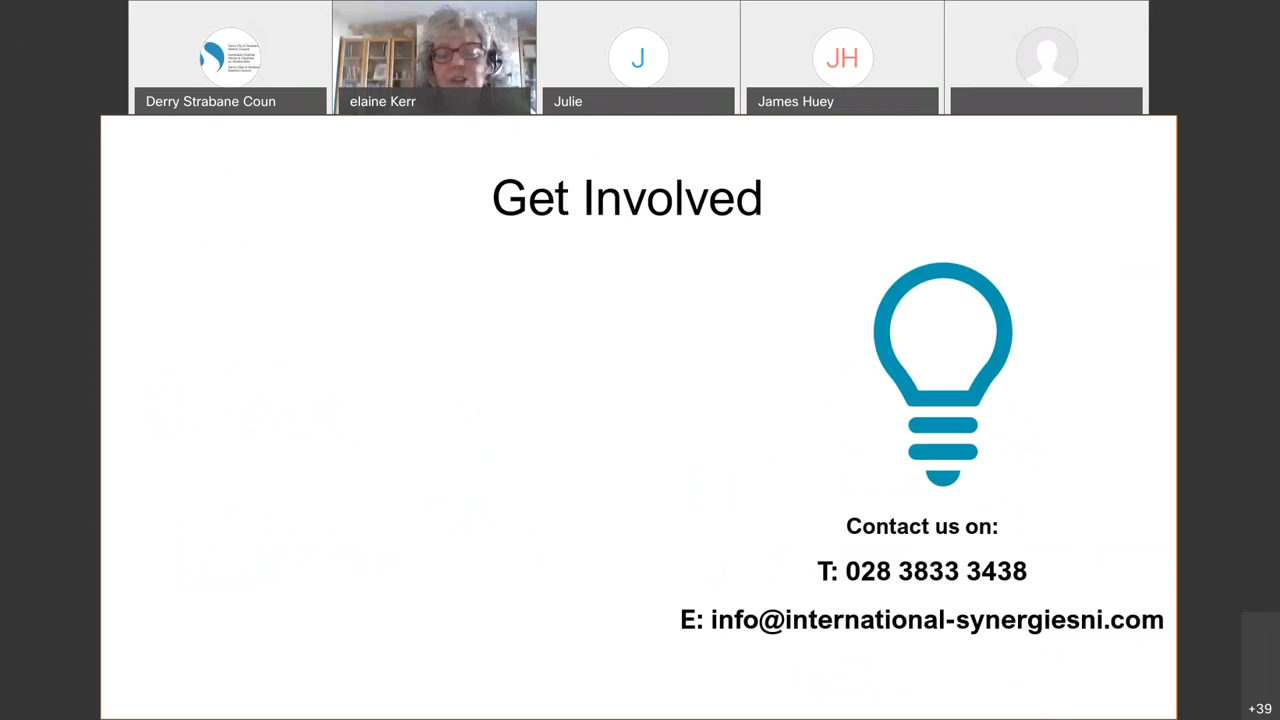 Derry Strabane Coun
elaine Kerr
J
Julie
JH
James Huey
Get Involved
Contact us on:
T: 028 3833 3438
E: info@international-synergiesni.com
+39